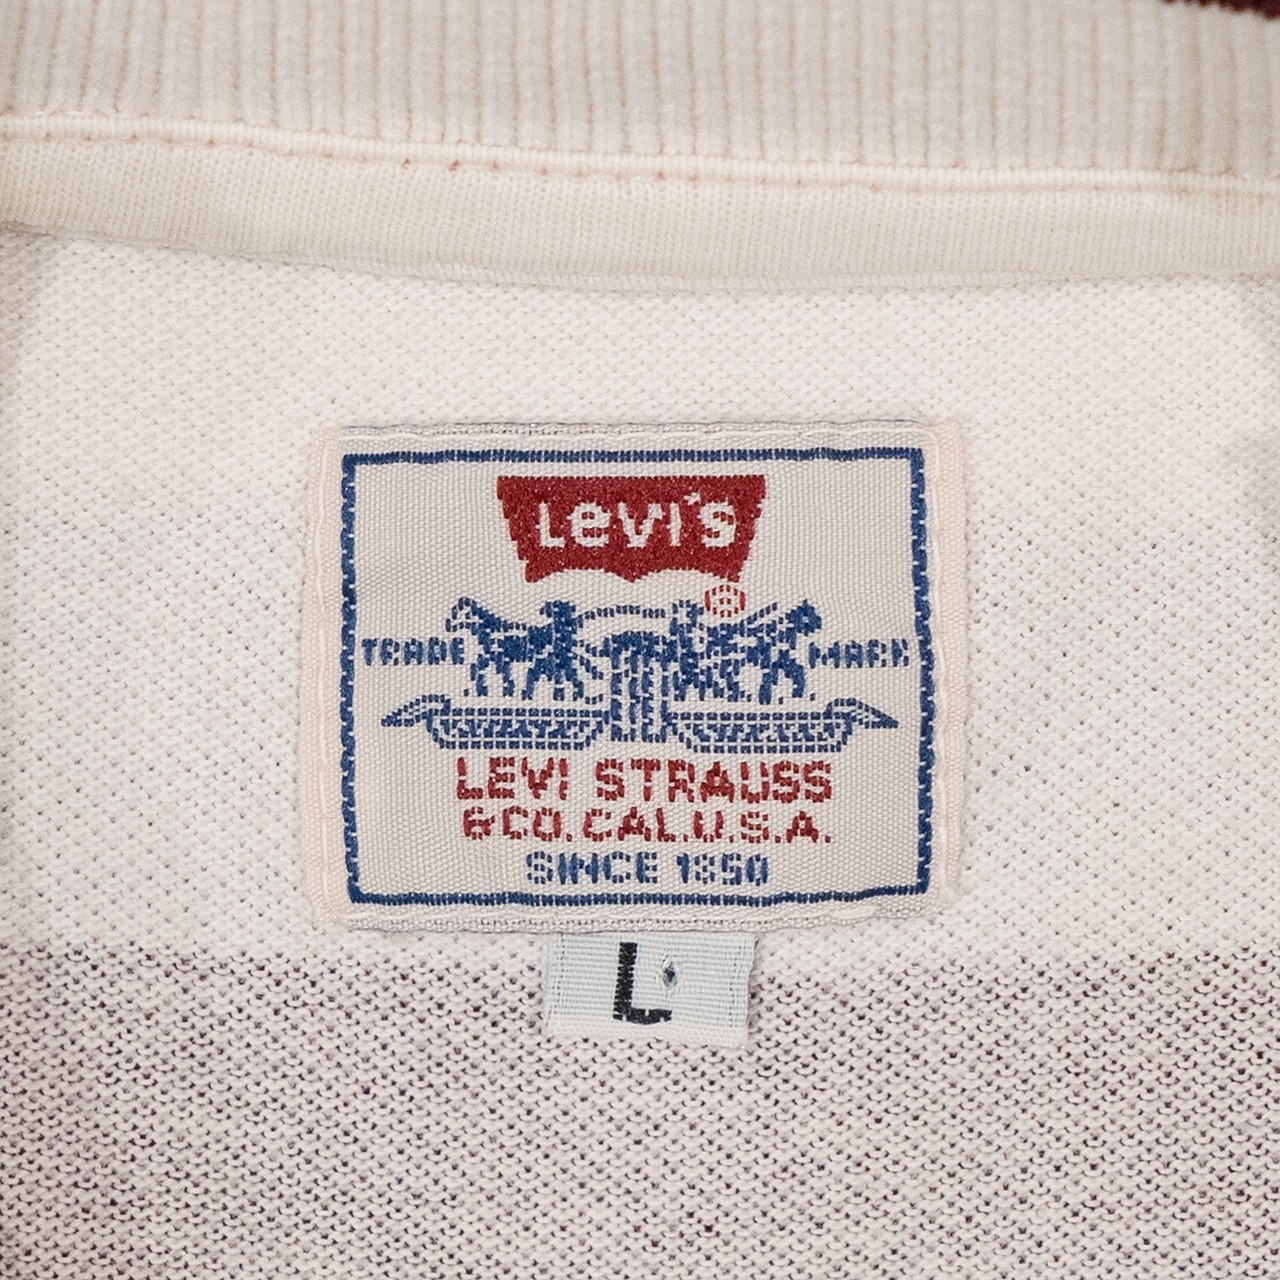 Levi's
®
TRADE MARK
LEVI STRAUSS
& CO. CAL. U.S.A.
SINCE 1850
L